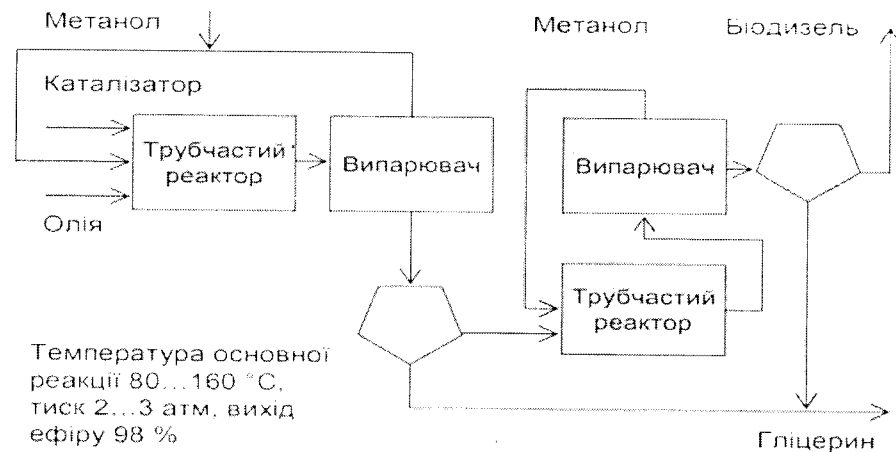 Метанол
Метанол
Біодизель
Каталізатор
Трубчастий
реактор
Випарювач
Випарювач
Олія
Трубчастий
реактор
Температура основної
реакції 80...160 °C,
тиск 2...3 атм, вихід
ефіру 98 %
Гліцерин